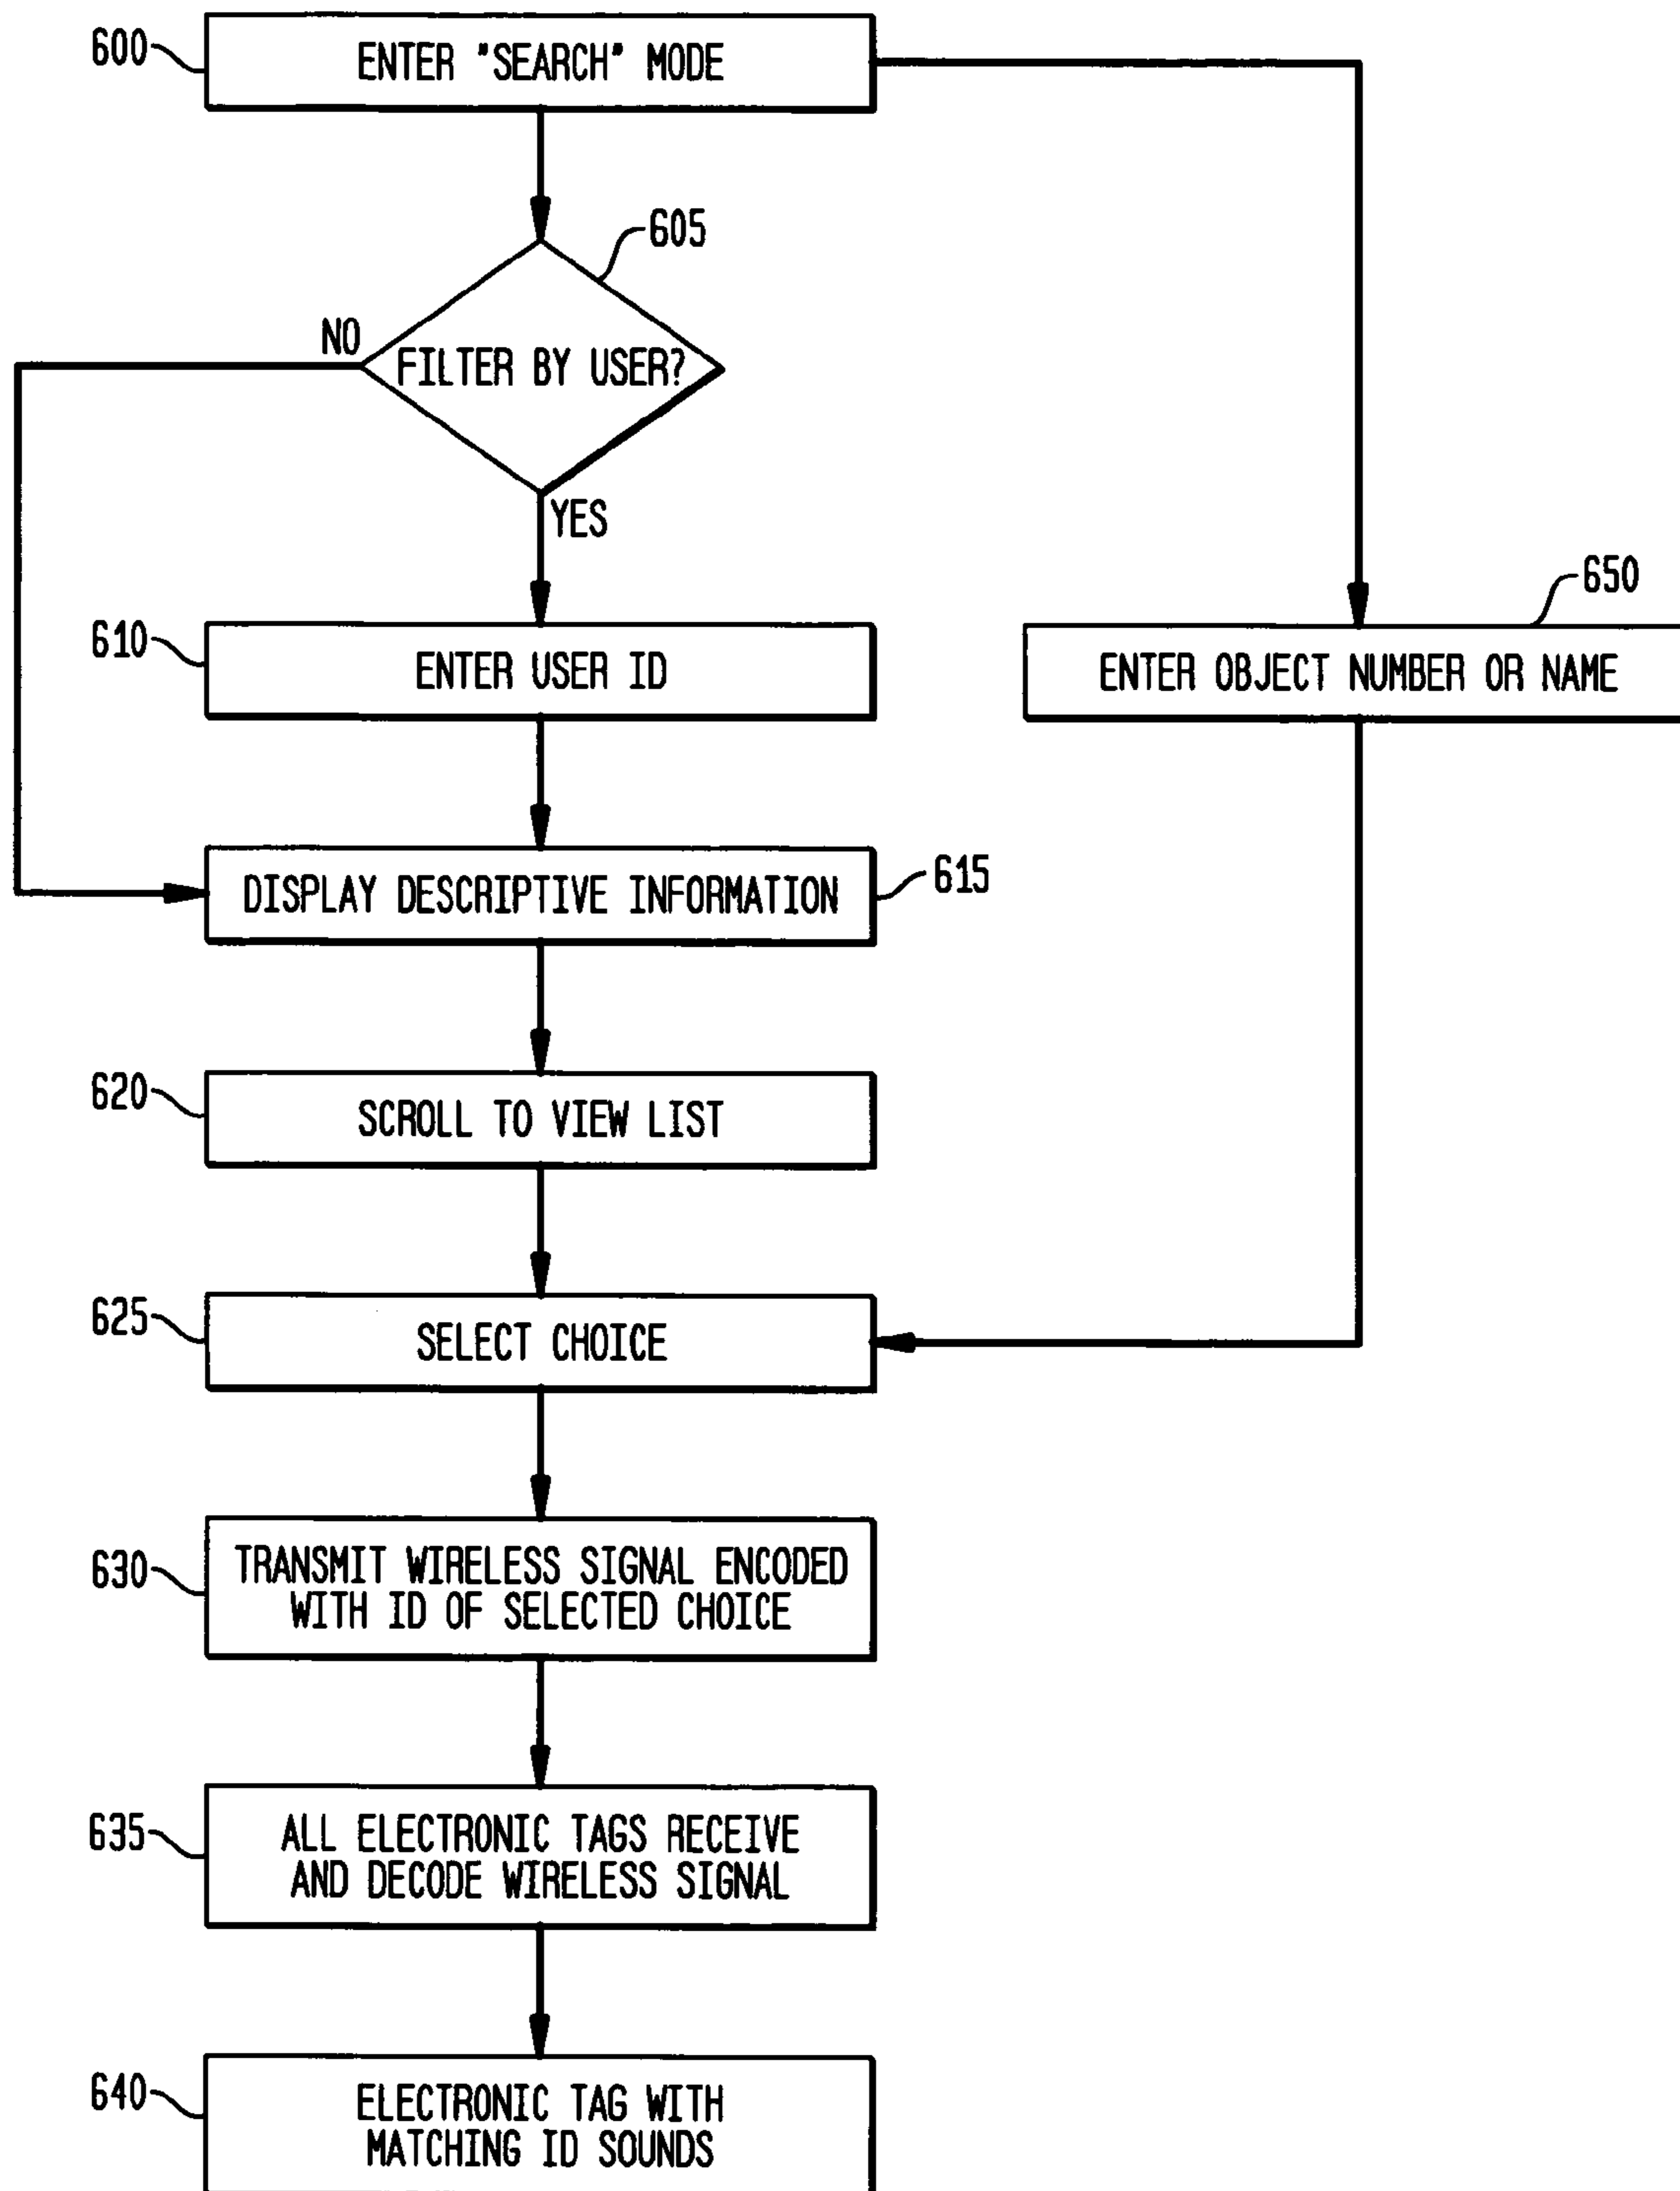 600
ENTER "SEARCH" MODE
605
NO
FILTER BY USER?
YES
610
ENTER USER ID
650
ENTER OBJECT NUMBER OR NAME
DISPLAY DESCRIPTIVE INFORMATION
615
620
SCROLL TO VIEW LIST
625
SELECT CHOICE
630
TRANSMIT WIRELESS SIGNAL ENCODED
WITH ID OF SELECTED CHOICE
635
ALL ELECTRONIC TAGS RECEIVE
AND DECODE WIRELESS SIGNAL
640
ELECTRONIC TAG WITH
MATCHING ID SOUNDS